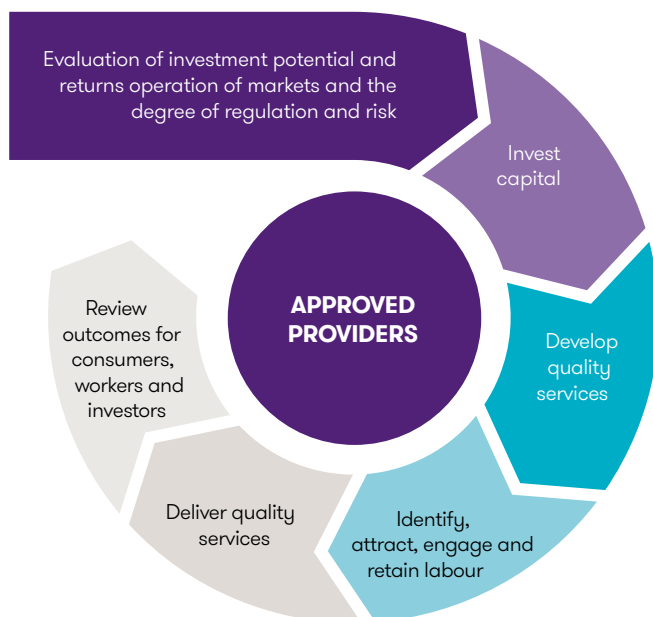 Evaluation of investment potential and
returns operation of markets and the
degree of regulation and risk
Invest
capital
Develop
quality
services
Identify,
attract, engage and
retain labour
Deliver quality
services
Review
outcomes for
consumers,
workers and
investors
APPROVED
PROVIDERS